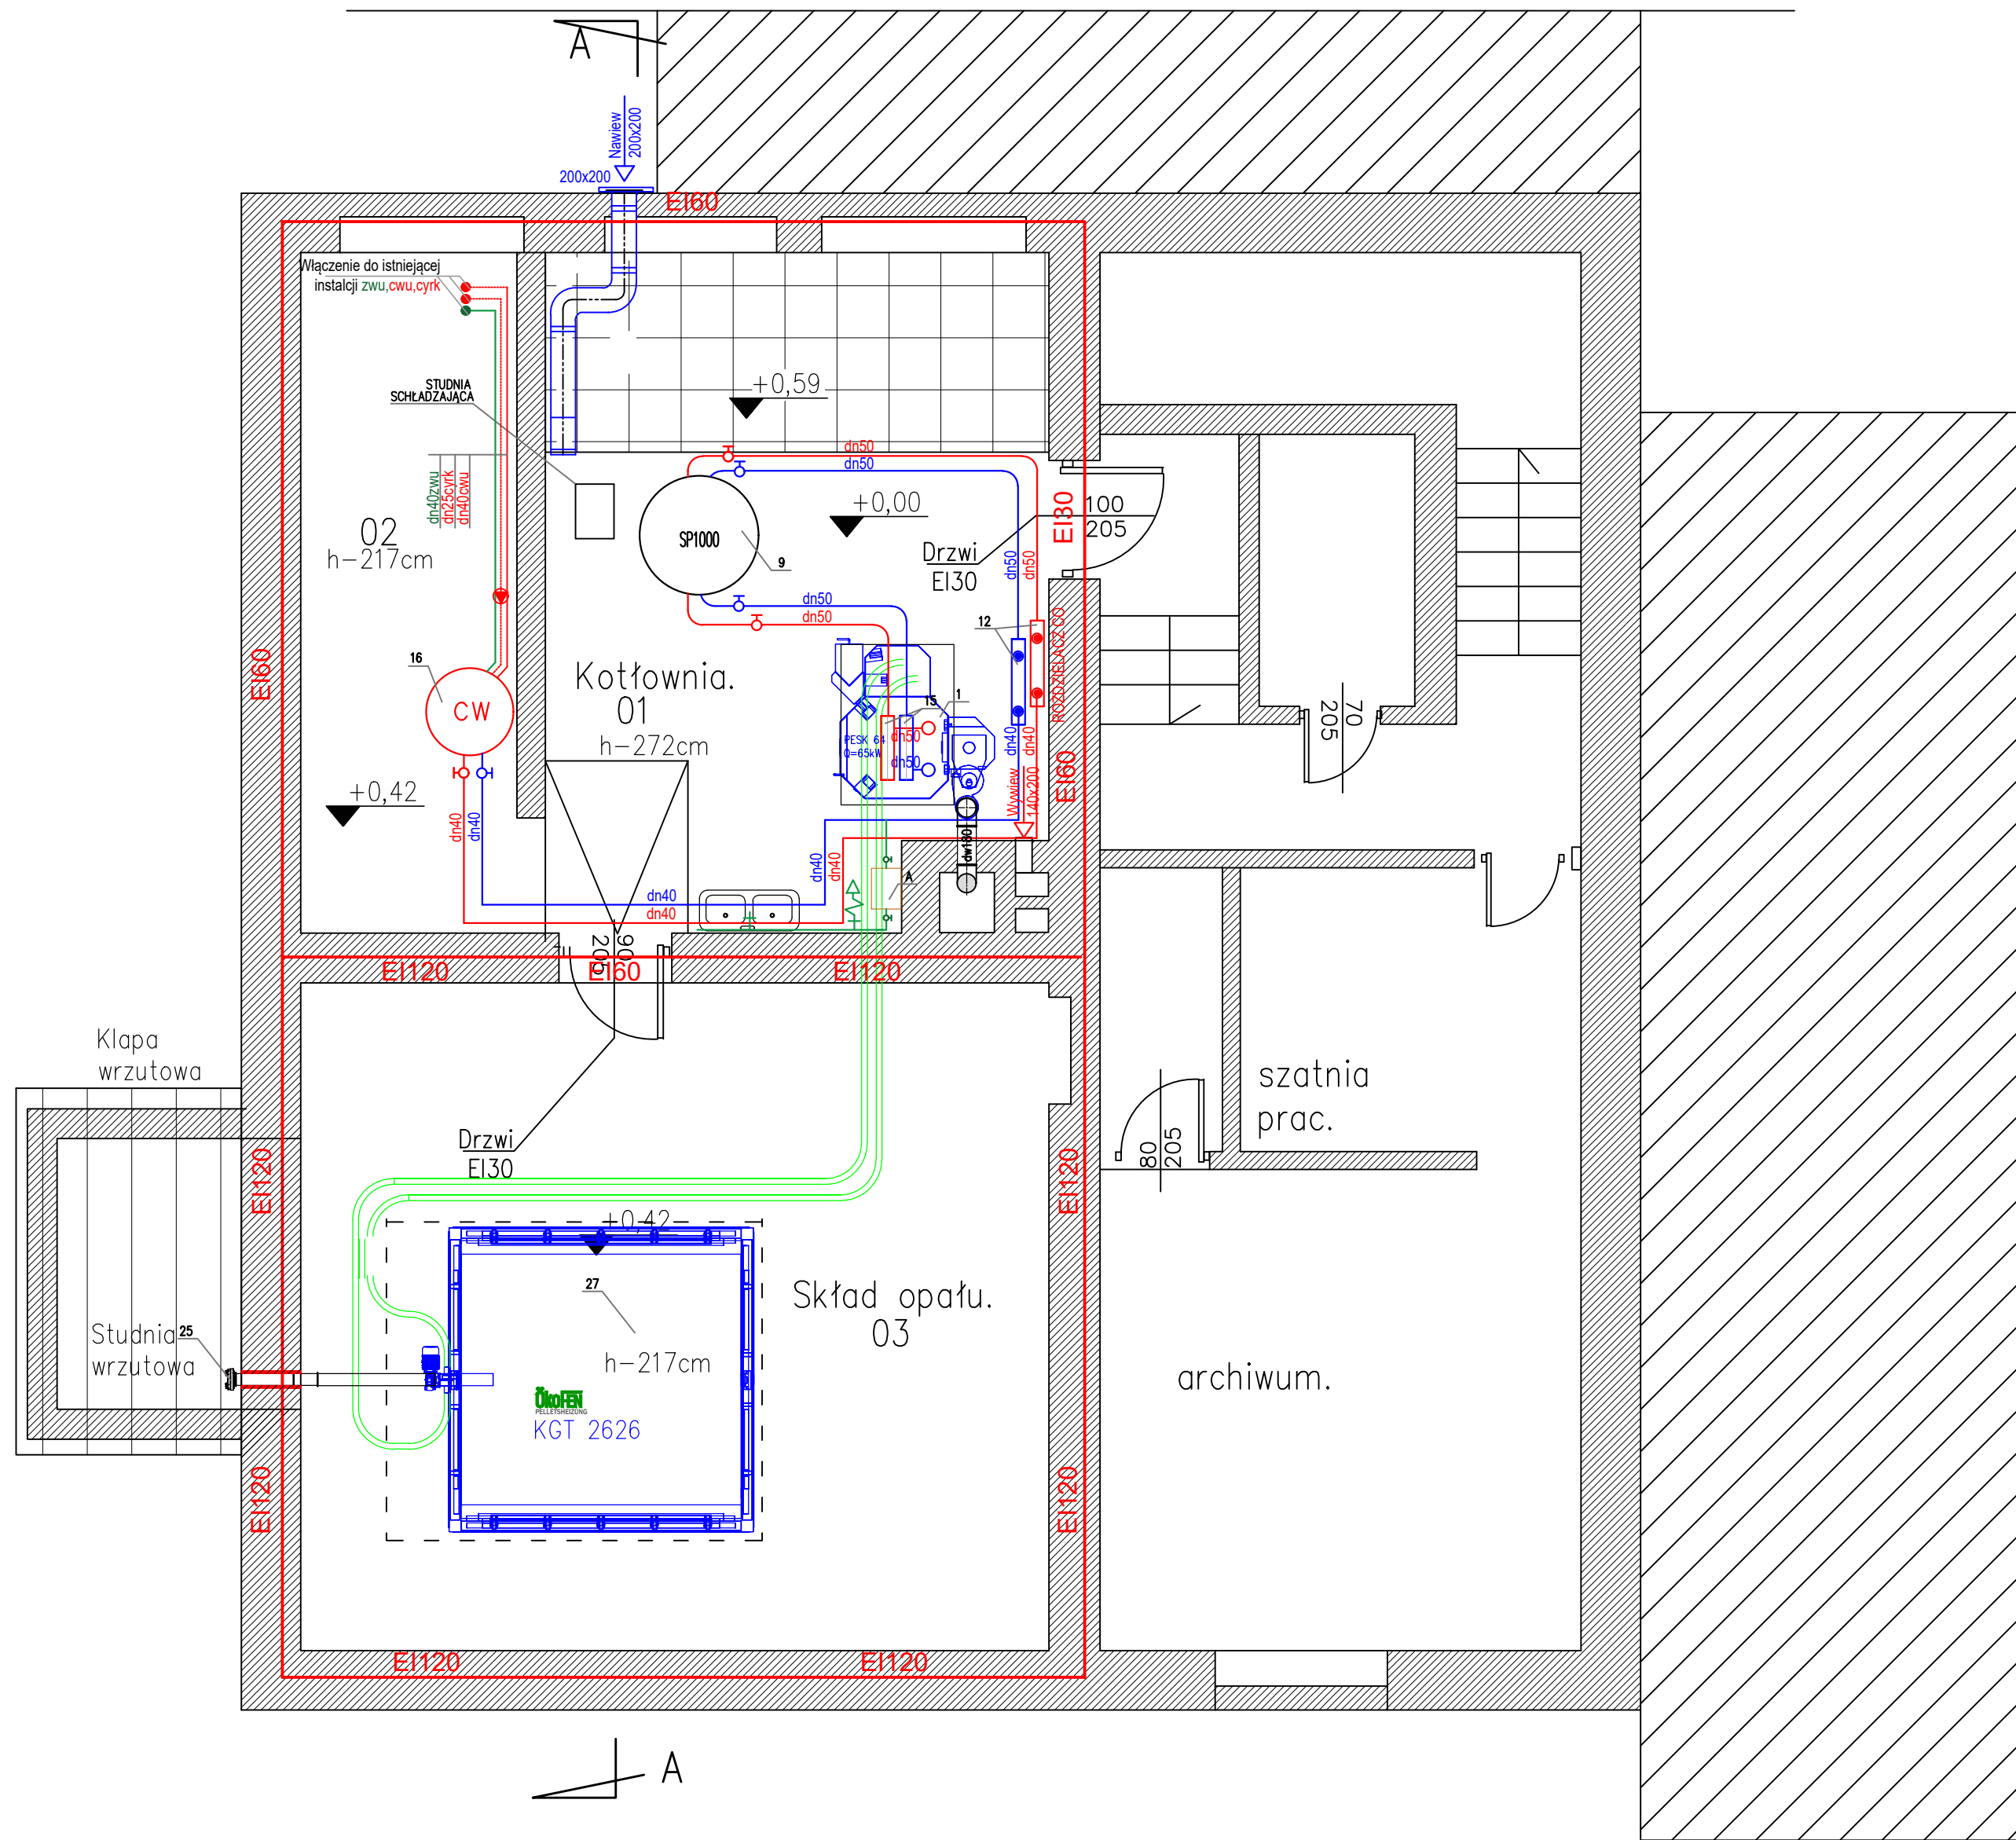 A
Nawiew
200x200
200x200
EI60
Włączenie do istniejącej
instalcji zwu,cwu,cyrk
STUDNIA
SCHŁADZAJĄCA
+0,59
dn50
dn50
dn40zwu
dn25cyrk
dn40cwu
02
h-217cm
SP1000
9
+0,00
Drzwi
EI30
EI30
100
205
dn50
dn50
dn50
dn50
12
ROZDZIELACZ CO
EI60
16
CW
Kotłownia.
01
h-272cm
15
1
PESK 64
Q=65kW
dn50
dn50
dn40
dn40
EI60
Wywiew
140x200
70
205
+0,42
dn40
dn40
dn40
dn40
dw180
A
dn40
dn40
90
205
EI120
EI60
EI120
Klapa
wrzutowa
szatnia
prac.
Drzwi
EI30
EI120
EI120
80
205
+0,42
27
Skład opału.
03
h-217cm
Studnia
wrzutowa
25
ÖkoFEN
PELLETSHEIZUNG
KGT 2626
archiwum.
EI120
EI120
EI120
EI120
A